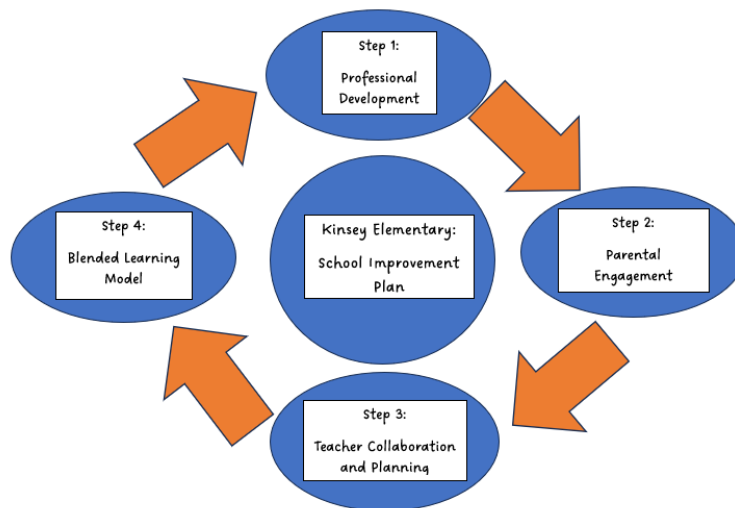 Step 1:
Professional
Development
Step 2:
Parental
Engagement
Step 3:
Teacher Collaboration
and Planning
Step 4:
Blended Learning
Model
Kinsey Elementary:
School Improvement
Plan